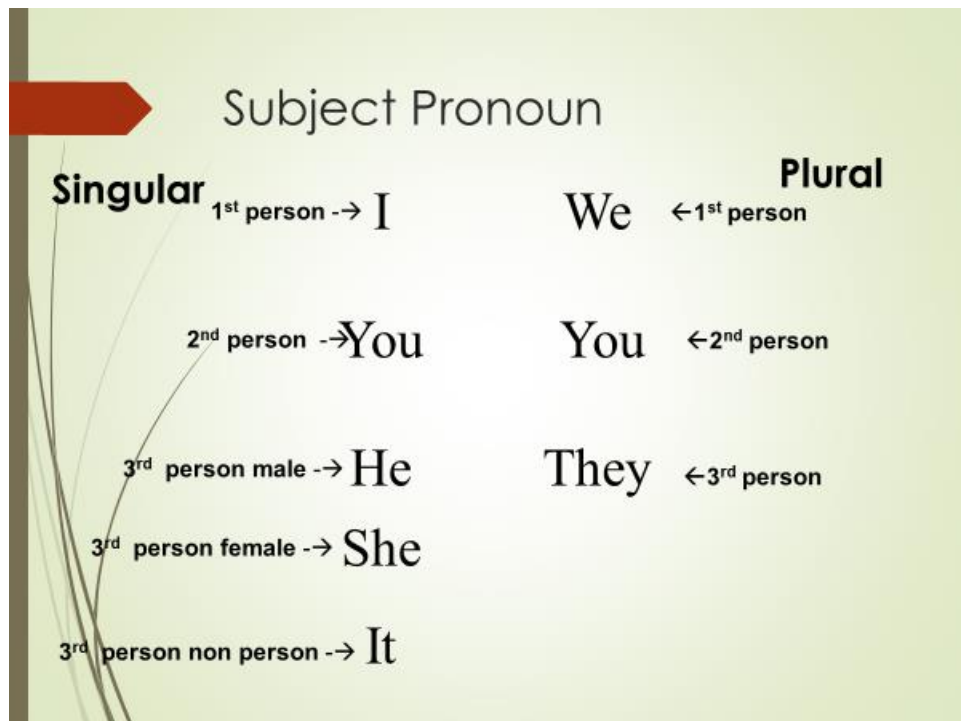 Subject Pronoun
Singular
Plural
1st person -→ I
We ←1st person
2nd person -→You
You ←2nd person
3rd person male -→ He
They ←3rd person
3rd person female -→ She
3rd person non person -→ It